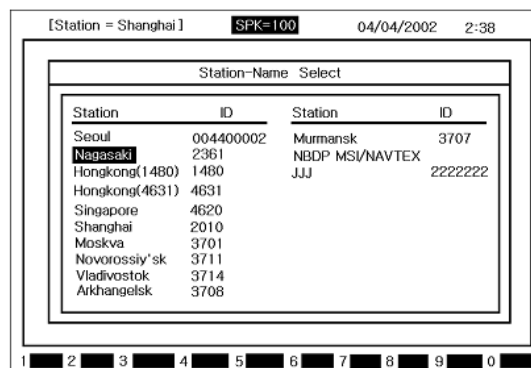 [Station = Shanghai] SPK=100 04/04/2002 2:38
Station-Name Select
Station ID Station ID
Seoul 004400002 Murmansk 3707
Nagasaki 2361 NBDP MSI/NAVTEX
Hongkong(1480) 1480 JJJ 2222222
Hongkong(4631) 4631
Singapore 4620
Shanghai 2010
Moskva 3701
Novorossiy'sk 3711
Vladivostok 3714
Arkhangelsk 3708
1 2 3 4 5 6 7 8 9 0